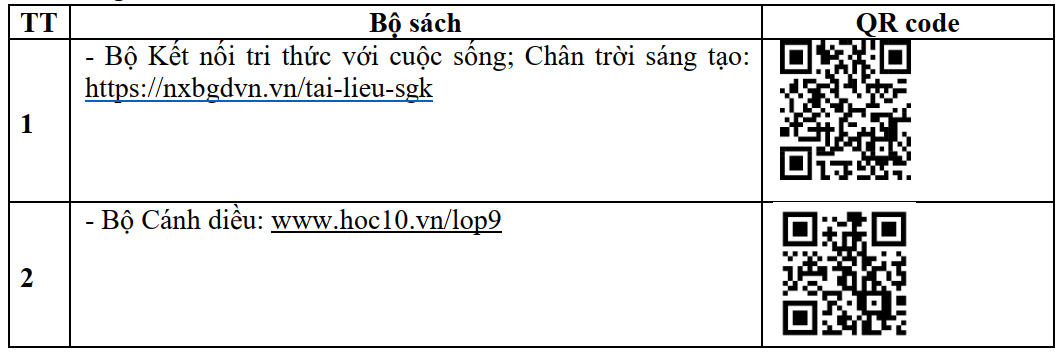 TT Bộ sách QR code
1 - Bộ Kết nối tri thức với cuộc sống; Chân trời sáng tạo:
https://nxbgdvn.vn/tai-lieu-sgk
2 - Bộ Cánh diều: www.hoc10.vn/lop9